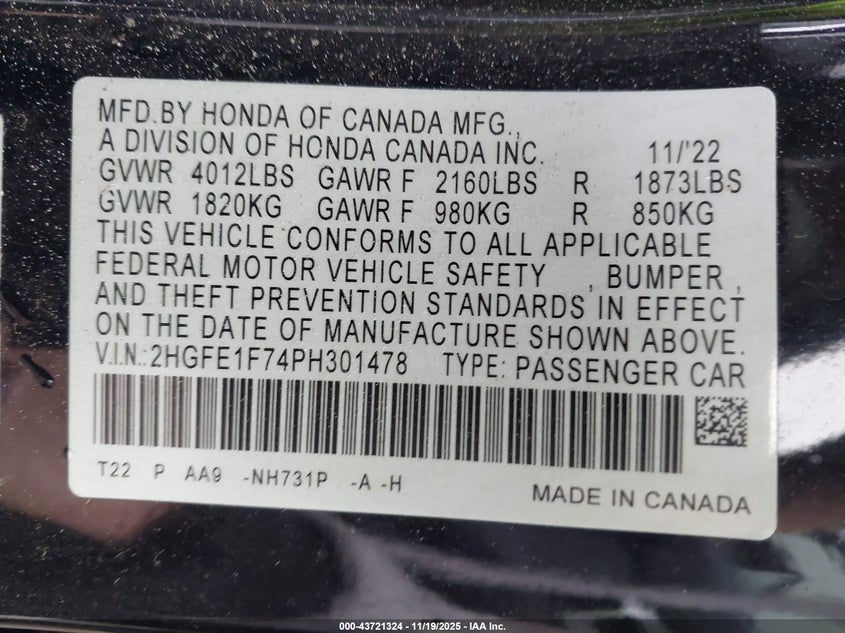 MFD.BY HONDA OF CANADA MFG.,
A DIVISION OF HONDA CANADA INC. 11/'22
GVWR 4012LBS GAWR F 2160LBS R 1873LBS
GVWR 1820KG GAWR F 980KG R 850KG
THIS VEHICLE CONFORMS TO ALL APPLICABLE
FEDERAL MOTOR VEHICLE SAFETY , BUMPER ,
AND THEFT PREVENTION STANDARDS IN EFFECT
ON THE DATE OF MANUFACTURE SHOWN ABOVE.
V.I.N.:2HGFE1F74PH301478 TYPE: PASSENGER CAR
T22 P AA9 -NH731P -A -H
MADE IN CANADA
000-43721324 | 11/19/2025 | IAA Inc.